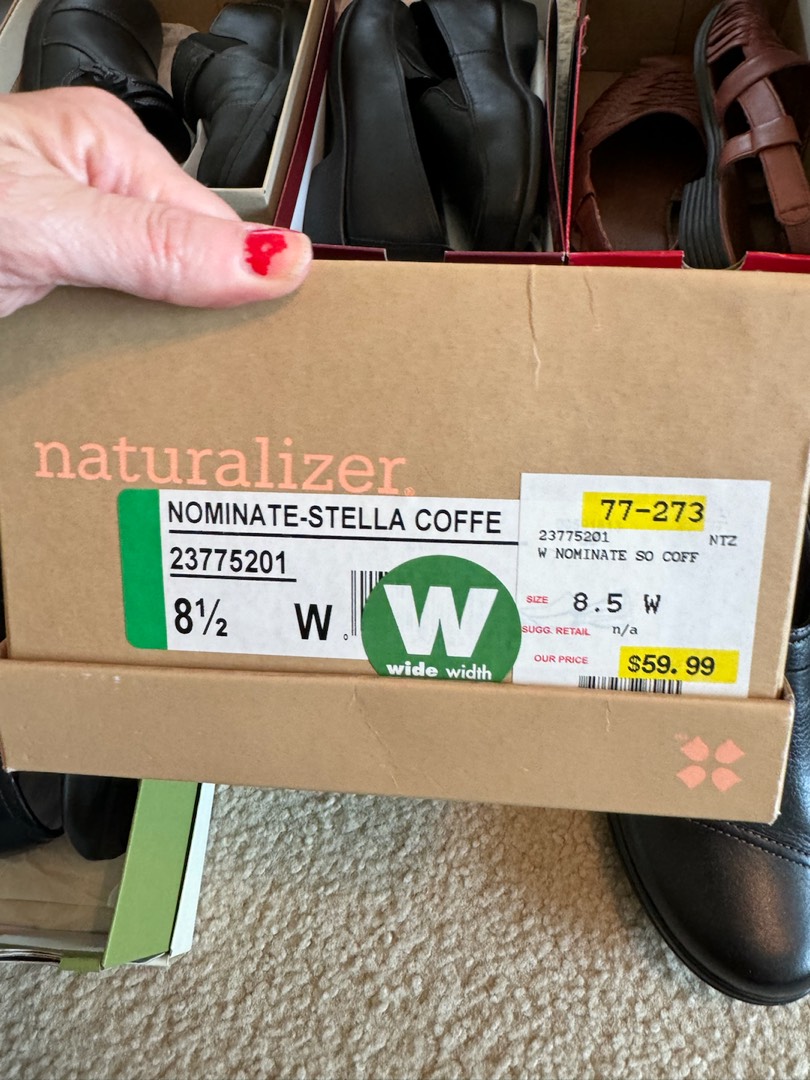 naturalizer®
NOMINATE-STELLA COFFE
23775201
8½ W
W
wide width
77-273
23775201 NTZ
W NOMINATE SO COFF
SIZE 8.5 W
SUGG. RETAIL n/a
OUR PRICE $59.99